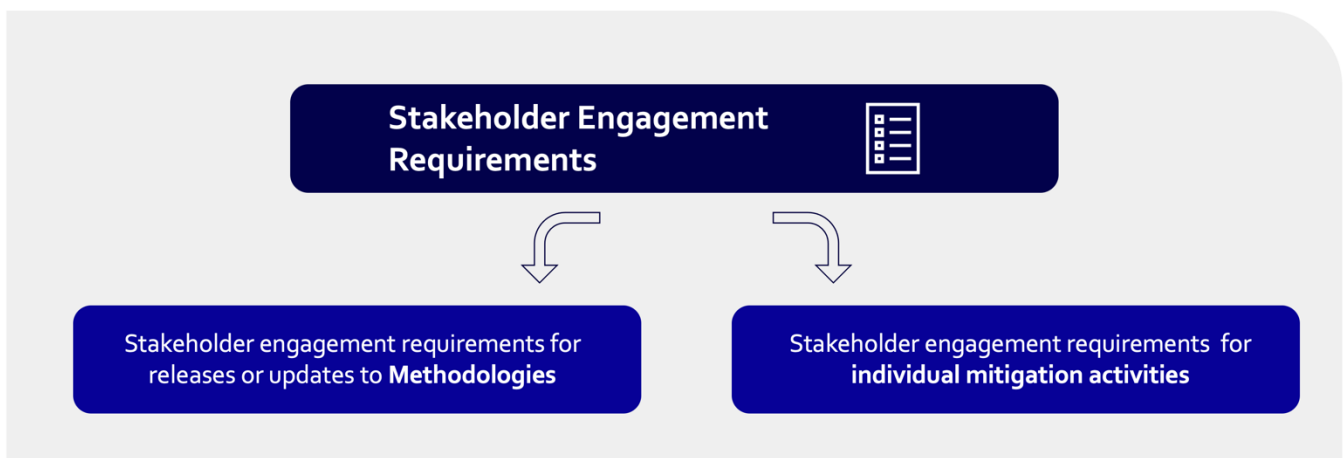 Stakeholder Engagement
Requirements
Stakeholder engagement requirements for
releases or updates to Methodologies
Stakeholder engagement requirements for
individual mitigation activities